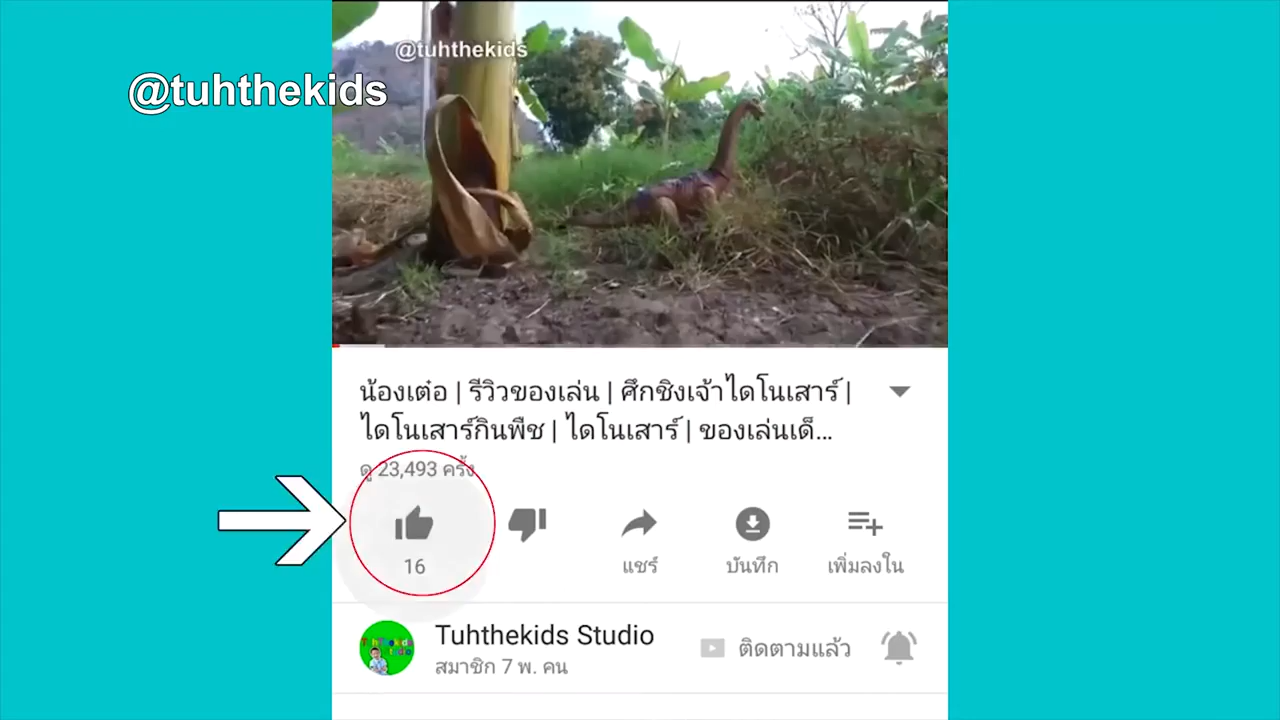 @tuhthekids
@tuhthekids
น้องเต๋อ | รีวิวของเล่น | ศึกชิงเจ้าไดโนเสาร์ |
ไดโนเสาร์กินพืช | ไดโนเสาร์ | ของเล่นเด็...
ดู 23,493 ครั้ง
16
แชร์
บันทึก
เพิ่มลงใน
Tuhthekids Studio
ติดตามแล้ว
สมาชิก 7 พ. คน